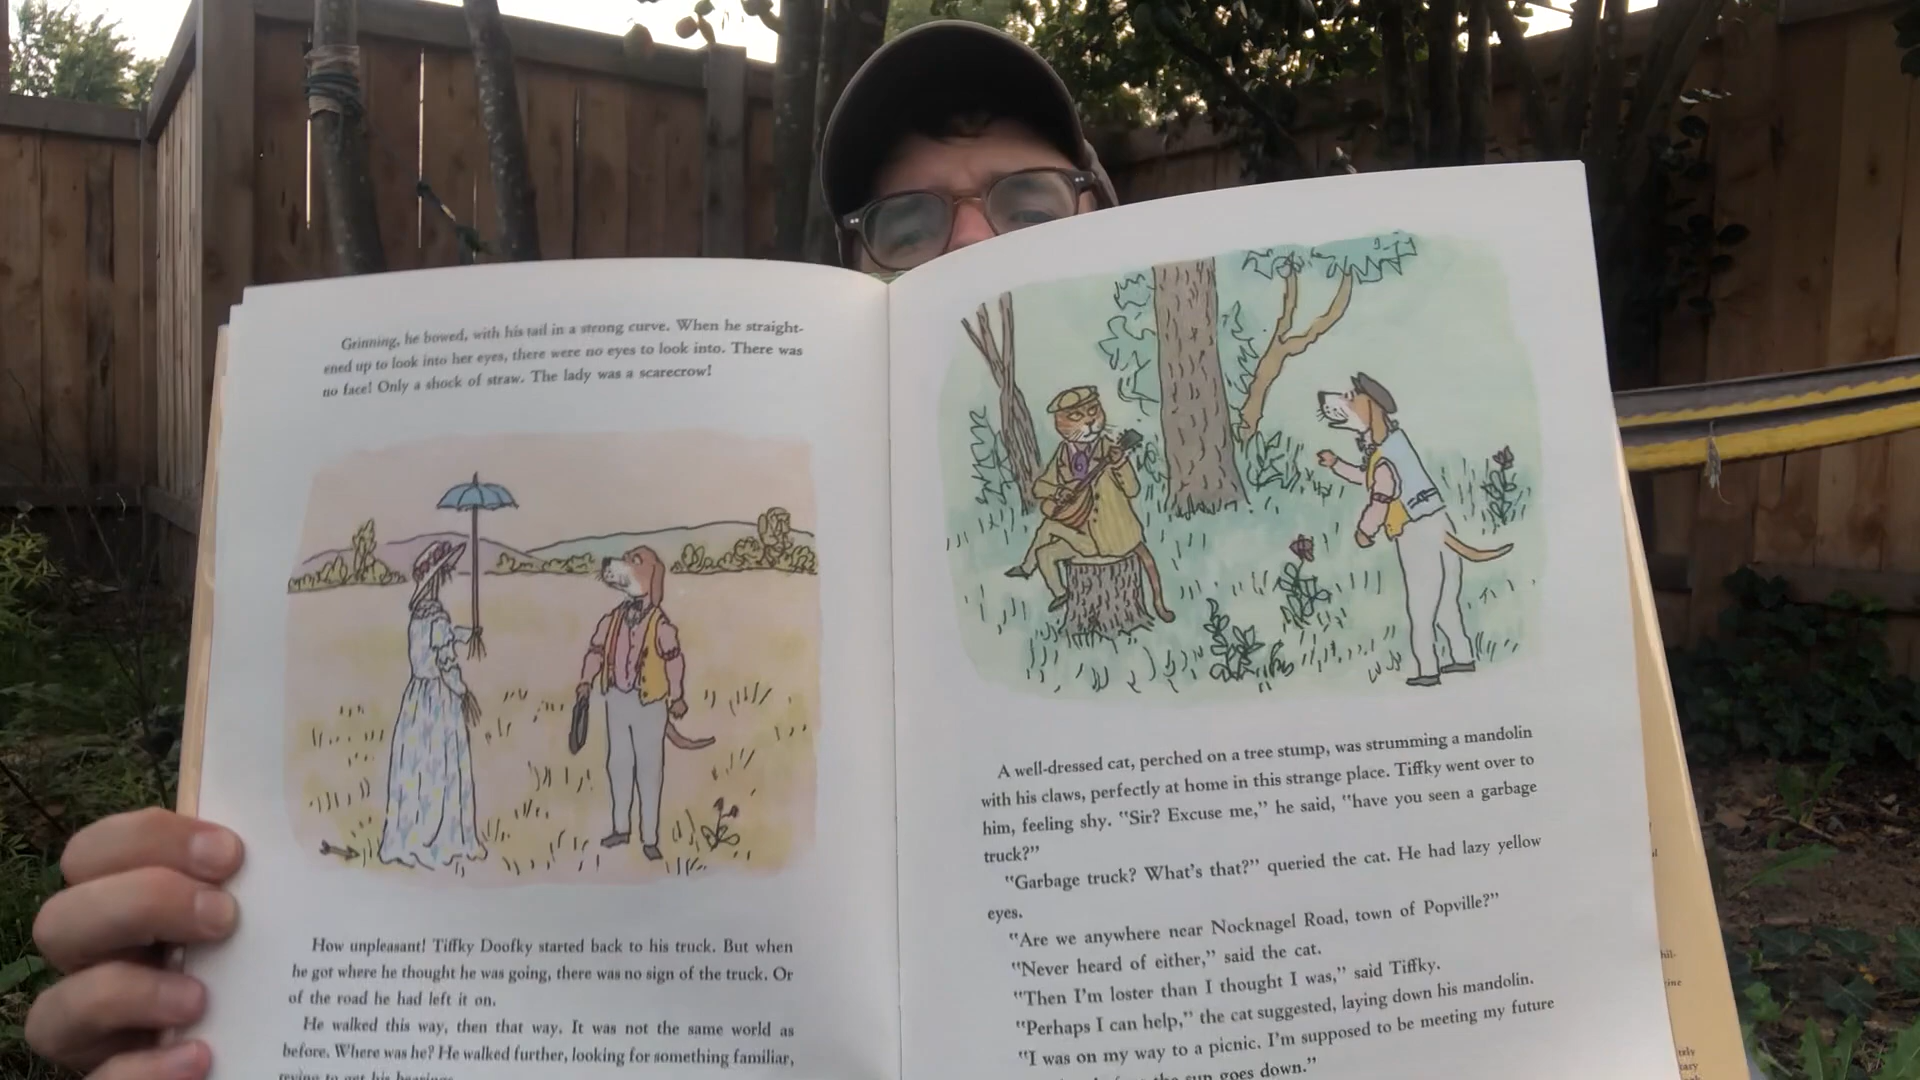 Grinning, he bowed, with his tail in a strong curve. When he straight-
ened up to look into her eyes, there were no eyes to look into. There was
no face! Only a shock of straw. The lady was a scarecrow!
How unpleasant! Tiffky Doofky started back to his truck. But when
he got where he thought he was going, there was no sign of the truck. Or
of the road he had left it on.
He walked this way, then that way. It was not the same world as
before. Where was he? He walked further, looking for something familiar,
trying to get his bearings
A well-dressed cat, perched on a tree stump, was strumming a mandolin
with his claws, perfectly at home in this strange place. Tiffky went over to
him, feeling shy. "Sir? Excuse me," he said, "have you seen a garbage
truck?"
"Garbage truck? What's that?" queried the cat. He had lazy yellow
eyes.
"Are we anywhere near Nocknagel Road, town of Popville?"
"Never heard of either," said the cat.
"Then I'm loster than I thought I was," said Tiffky.
"Perhaps I can help," the cat suggested, laying down his mandolin.
"I was on my way to a picnic. I'm supposed to be meeting my future
the sun goes down."